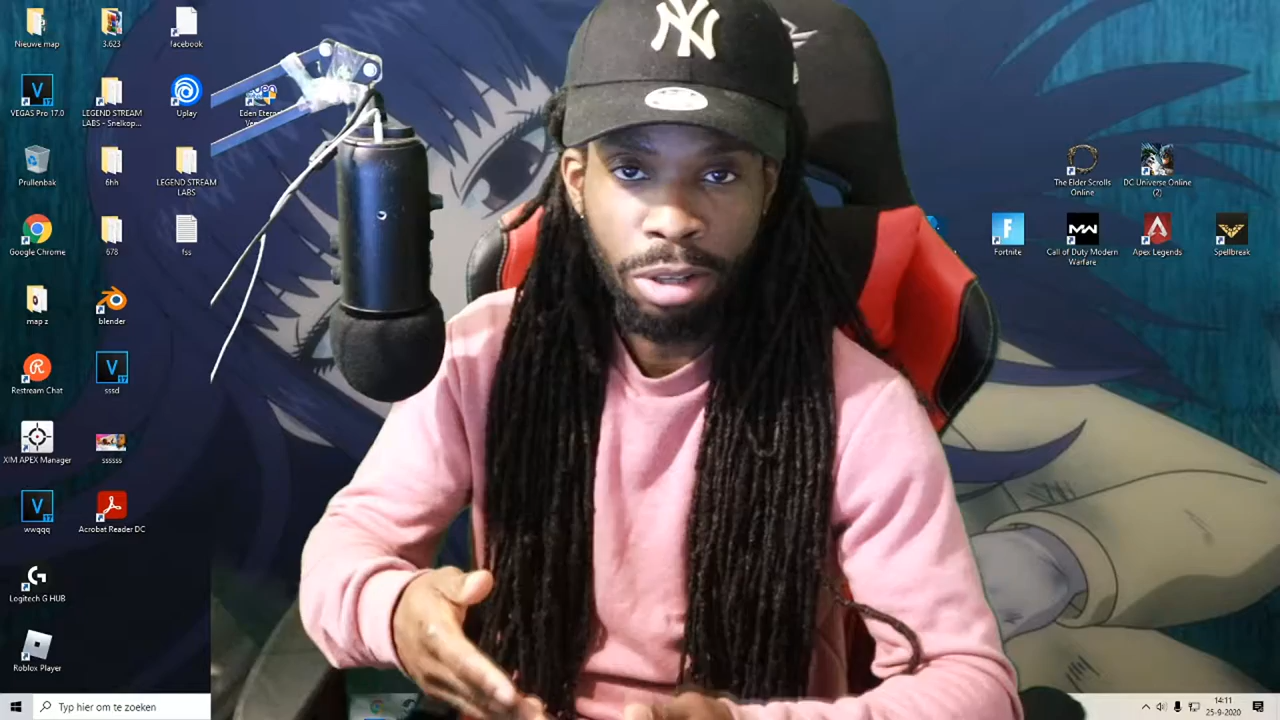 Nieuwe map
3.623
facebook
VEGAS Pro 17.0
LEGEND STREAM
LABS - Snelkop...
Uplay
Eden Eter
Prullenbak
6hh
LEGEND STREAM
LABS
Google Chrome
678
fss
map z
blender
Restream Chat
sssd
XIM APEX Manager
ssssss
wwqqq
Acrobat Reader DC
Logitech G HUB
Roblox Player
Typ hier om te zoeken
NY
The Elder Scrolls
Online
DC Universe Online
(2)
Fortnite
Call of Duty Modern
Warfare
Apex Legends
Spellbreak
14:11
25-9-2020